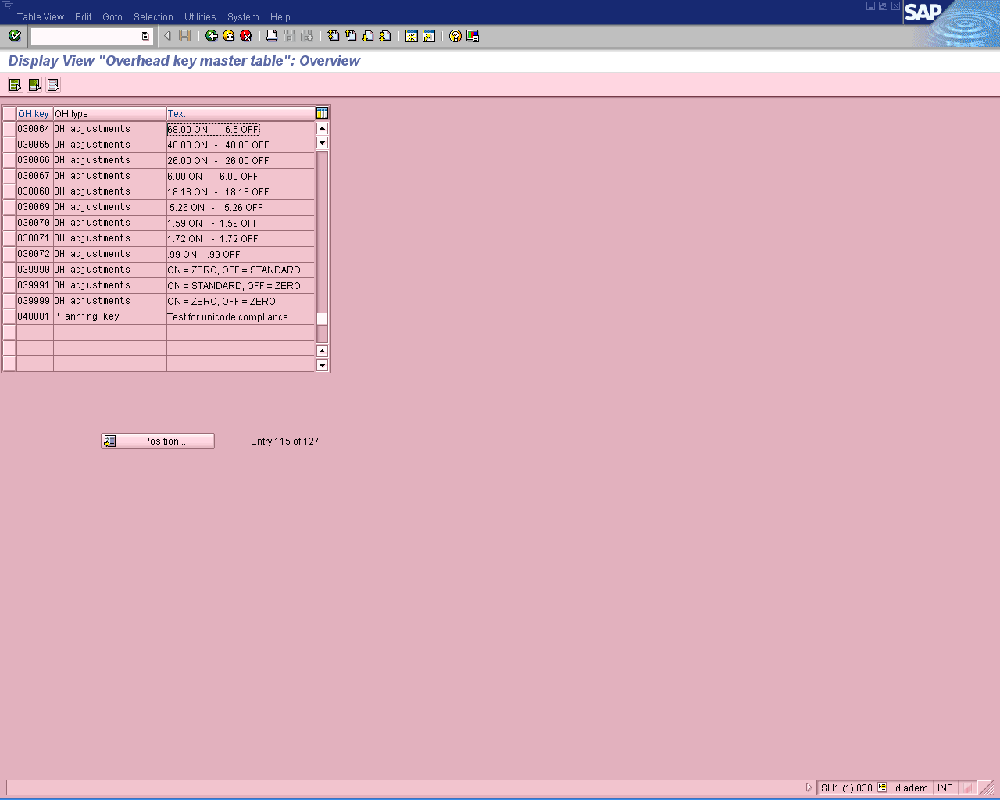 Table View Edit Goto Selection Utilities System Help
SAP
Display View "Overhead key master table": Overview
OH key OH type Text
030064 OH adjustments 68.00 ON - 6.5 OFF
030065 OH adjustments 40.00 ON - 40.00 OFF
030066 OH adjustments 26.00 ON - 26.00 OFF
030067 OH adjustments 6.00 ON - 6.00 OFF
030068 OH adjustments 18.18 ON - 18.18 OFF
030069 OH adjustments 5.26 ON - 5.26 OFF
030070 OH adjustments 1.59 ON - 1.59 OFF
030071 OH adjustments 1.72 ON - 1.72 OFF
030072 OH adjustments .99 ON - .99 OFF
039990 OH adjustments ON = ZERO, OFF = STANDARD
039991 OH adjustments ON = STANDARD, OFF = ZERO
039999 OH adjustments ON = ZERO, OFF = ZERO
040001 Planning key Test for unicode compliance
Position... Entry 115 of 127
SH1 (1) 030 diadem INS